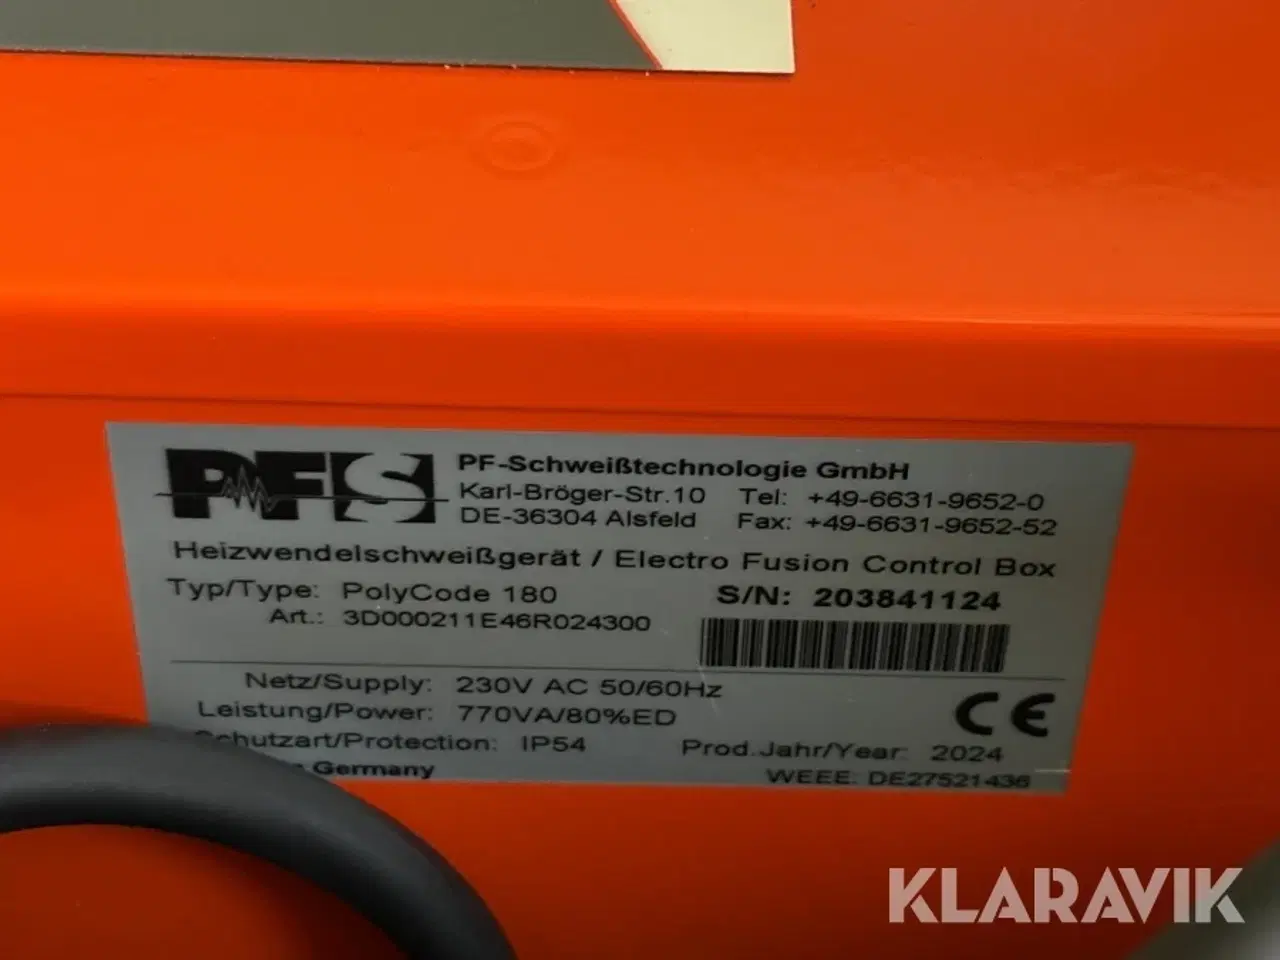 PFS
PF-Schweißtechnologie GmbH
Karl-Bröger-Str.10 Tel: +49-6631-9652-0
DE-36304 Alsfeld Fax: +49-6631-9652-52
Heizwendelschweißgerät / Electro Fusion Control Box
Typ/Type: PolyCode 180 S/N: 203841124
Art.: 3D000211E46R024300
Netz/Supply: 230V AC 50/60Hz
Leistung/Power: 770VA/80%ED CE
Schutzart/Protection: IP54 Prod.Jahr/Year: 2024
Germany WEEE: DE27521436
KLARAVIK